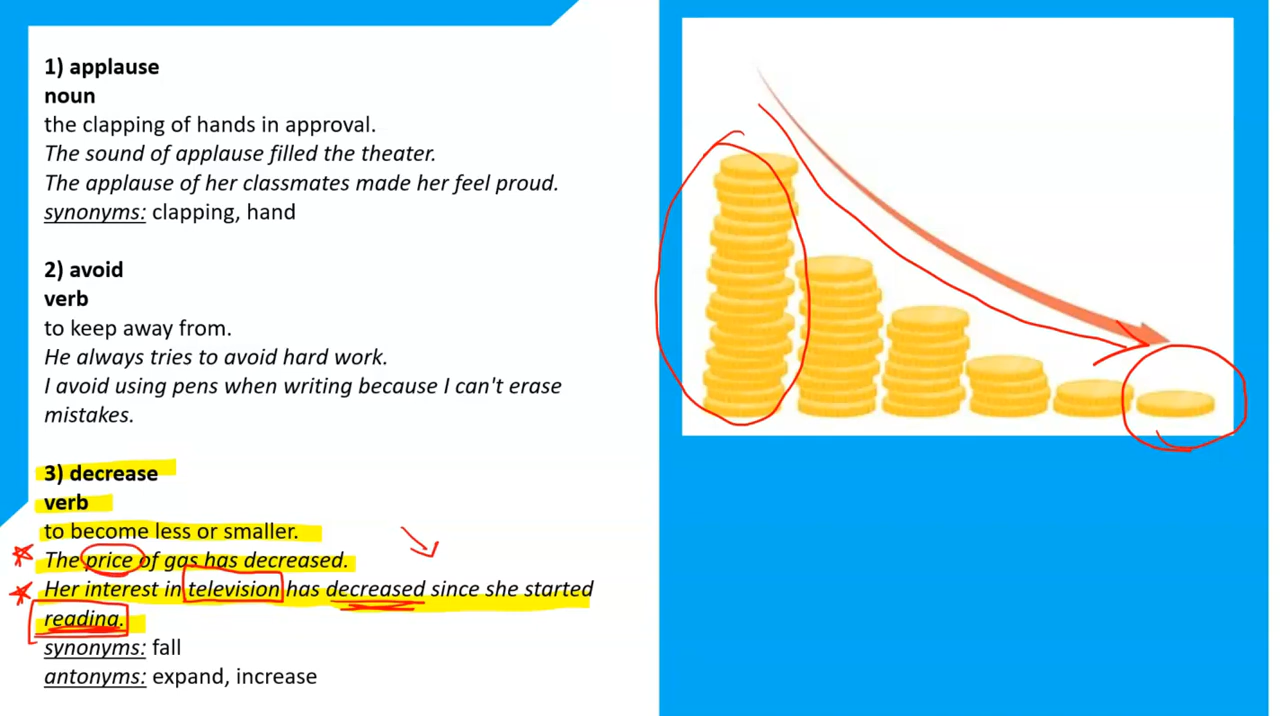 1) applause
noun
the clapping of hands in approval.
The sound of applause filled the theater.
The applause of her classmates made her feel proud.
synonyms: clapping, hand
2) avoid
verb
to keep away from.
He always tries to avoid hard work.
I avoid using pens when writing because I can't erase
mistakes.
3) decrease
verb
to become less or smaller.
The price of gas has decreased.
Her interest in television has decreased since she started
reading.
synonyms: fall
antonyms: expand, increase